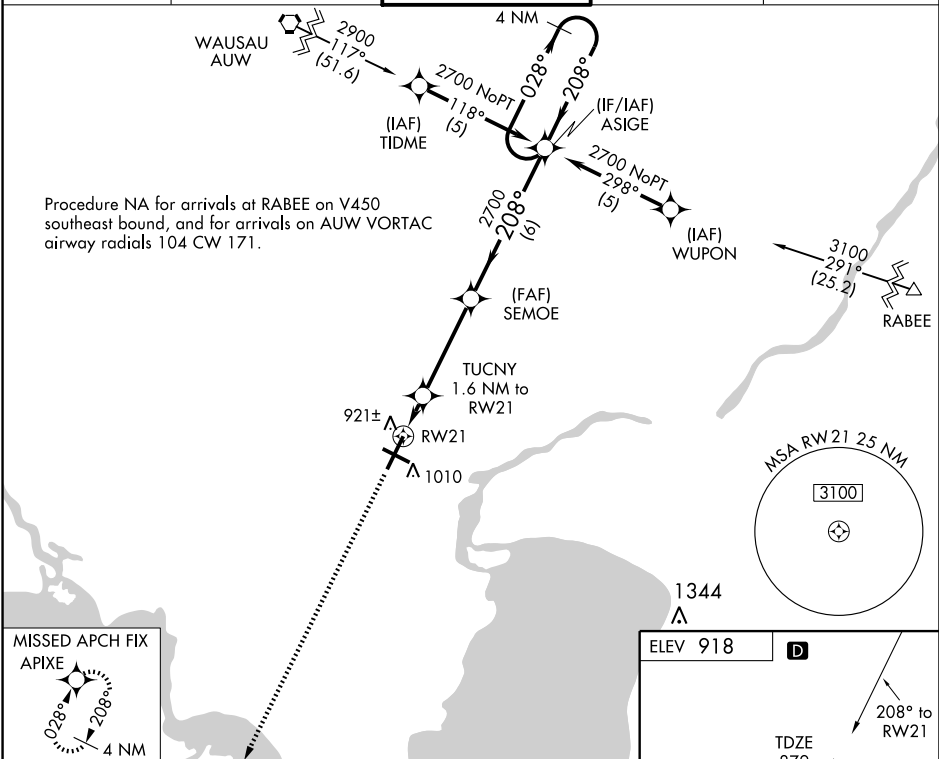 4 NM
WAUSAU
AUW
2900
117°
(51.6)
028°
208°
2700 NoPT
118°
(5)
(IAF)
TIDME
(IF/IAF)
ASIGE
2700 NoPT
298°
(5)
(IAF)
WUPON
Procedure NA for arrivals at RABEE on V450
southeast bound, and for arrivals on AUW VORTAC
airway radials 104 CW 171.
2700
208°
(6)
3100
291°
(25.2)
RABEE
(FAF)
SEMOE
TUCNY
1.6 NM to
RW21
921±
RW21
1010
MSA RW21 25 NM
3100
1344
MISSED APCH FIX
APIXE
028°
208°
4 NM
ELEV 918
D
208° to
RW21
TDZE